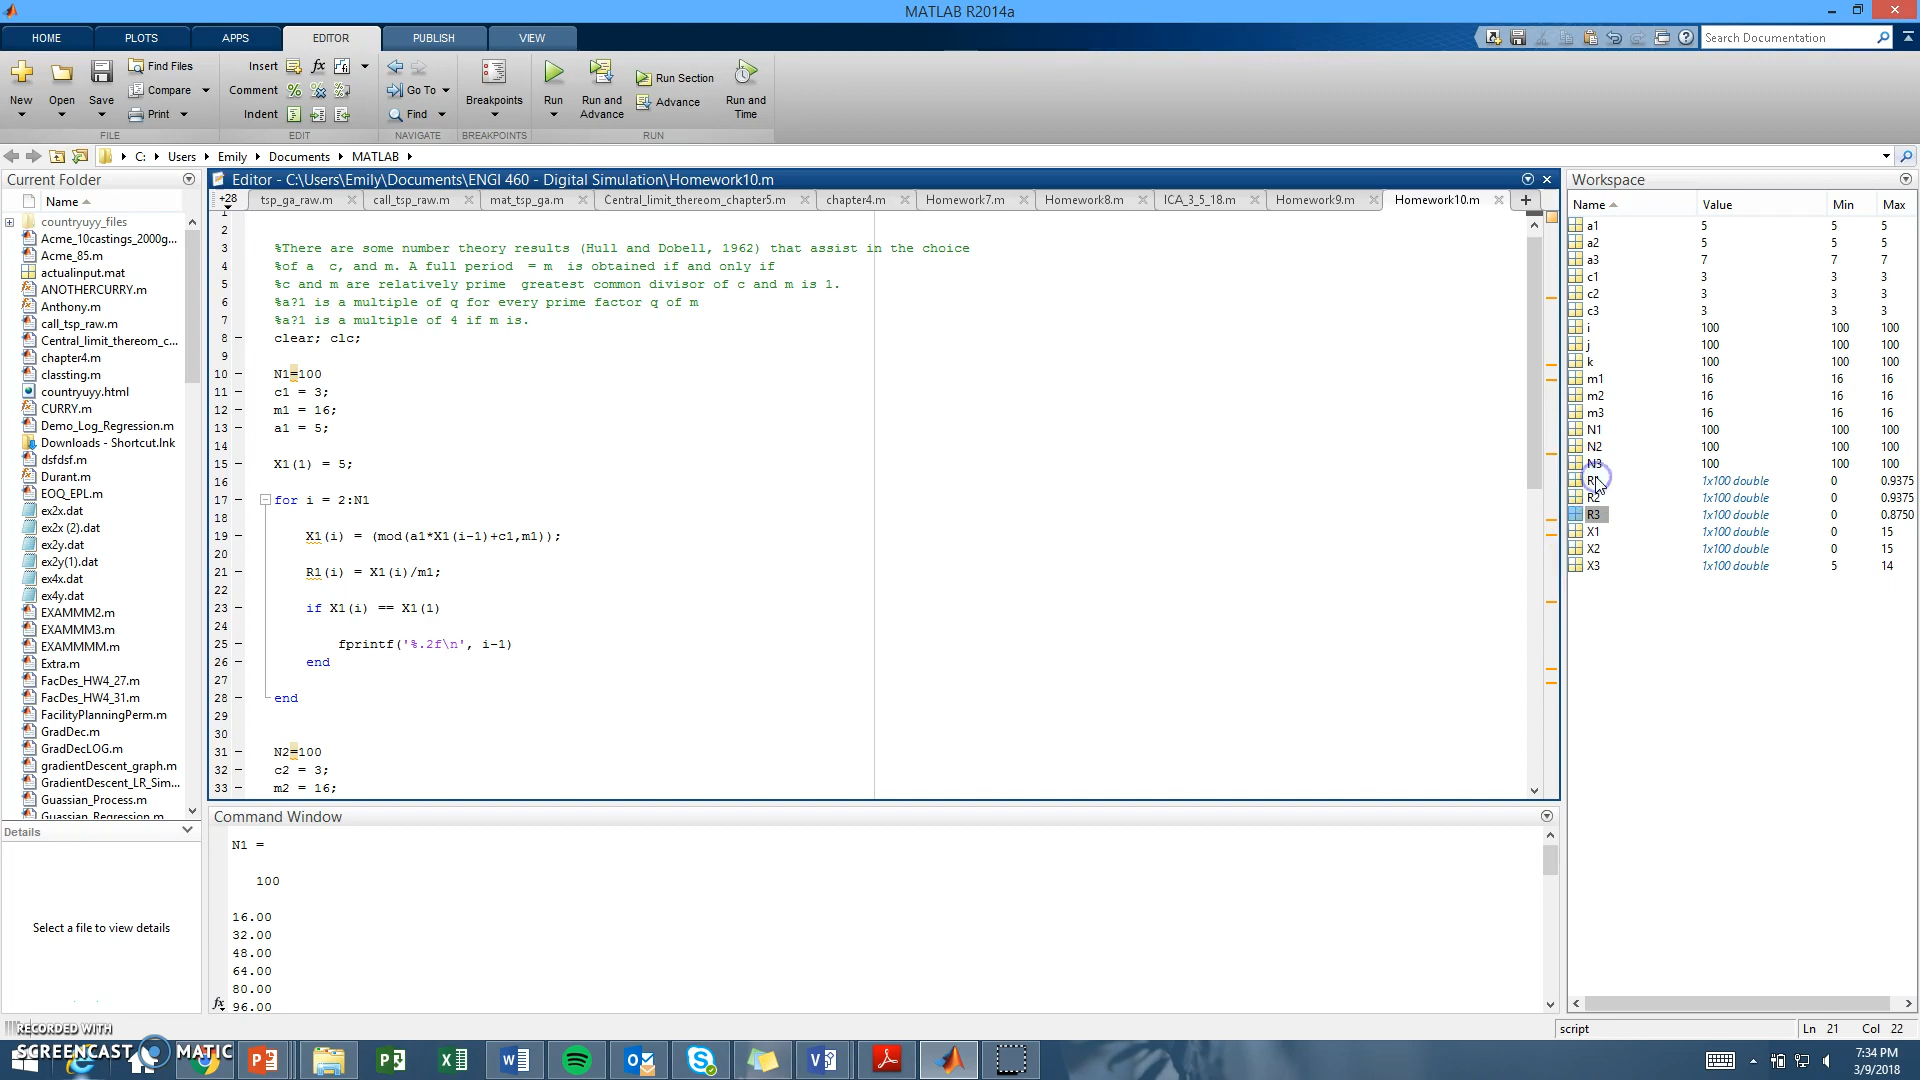 MATLAB R2014a
HOME PLOTS APPS EDITOR PUBLISH VIEW
Search Documentation
New Open Save
Find Files
Compare
Print
Insert
Comment
Indent
Go To
Find
Breakpoints
Run
Run and Advance
Run Section
Advance
Run and Time
FILE EDIT NAVIGATE BREAKPOINTS RUN
C: Users Emily Documents MATLAB
Current Folder
Name
countryuyy_files
Acme_10castings_2000g...
Acme_85.m
actualinput.mat
ANOTHERCURRY.m
Anthony.m
call_tsp_raw.m
Central_limit_thereom_c...
chapter4.m
classting.m
countryuyy.html
CURRY.m
Demo_Log_Regression.m
Downloads - Shortcut.lnk
dsfdsf.m
Durant.m
EOQ_EPL.m
ex2x.dat
ex2x (2).dat
ex2y.dat
ex2y(1).dat
ex4x.dat
ex4y.dat
EXAMMM2.m
EXAMMM3.m
EXAMMMM.m
Extra.m
FacDes_HW4_27.m
FacDes_HW4_31.m
FacilityPlanningPerm.m
GradDec.m
GradDecLOG.m
gradientDescent_graph.m
GradientDescent_LR_Sim...
Guassian_Process.m
Guassian_Regression.m
Details
Select a file to view details
Editor - C:\Users\Emily\Documents\ENGI 460 - Digital Simulation\Homework10.m
+28 tsp_ga_raw.m call_tsp_raw.m mat_tsp_ga.m Central_limit_thereom_chapter5.m chapter4.m Homework7.m Homework8.m ICA_3_5_18.m Homework9.m Homework10.m
1
2
3 %There are some number theory results (Hull and Dobell, 1962) that assist in the choice
4 %of a  c, and m. A full period  = m  is obtained if and only if
5 %c and m are relatively prime  greatest common divisor of c and m is 1.
6 %a?1 is a multiple of q for every prime factor q of m
7 %a?1 is a multiple of 4 if m is.
8 clear; clc;
9
10 N1=100
11 c1 = 3;
12 m1 = 16;
13 a1 = 5;
14
15 X1(1) = 5;
16
17 for i = 2:N1
18
19 X1(i) = (mod(a1*X1(i-1)+c1,m1));
20
21 R1(i) = X1(i)/m1;
22
23 if X1(i) == X1(1)
24
25 fprintf('%.2f\n', i-1)
26 end
27
28 end
29
30
31 N2=100
32 c2 = 3;
33 m2 = 16;
Command Window
N1 =
100
16.00
32.00
48.00
64.00
80.00
96.00
fx
Workspace
Name Value Min Max
a1 5 5 5
a2 5 5 5
a3 7 7 7
c1 3 3 3
c2 3 3 3
c3 3 3 3
i 100 100 100
j 100 100 100
k 100 100 100
m1 16 16 16
m2 16 16 16
m3 16 16 16
N1 100 100 100
N2 100 100 100
N3 100 100 100
R1 1x100 double 0 0.9375
R2 1x100 double 0 0.9375
R3 1x100 double 0 0.8750
X1 1x100 double 0 15
X2 1x100 double 0 15
X3 1x100 double 5 14
script Ln 21 Col 22
RECORDED WITH
SCREENCAST MATIC
7:34 PM
3/9/2018